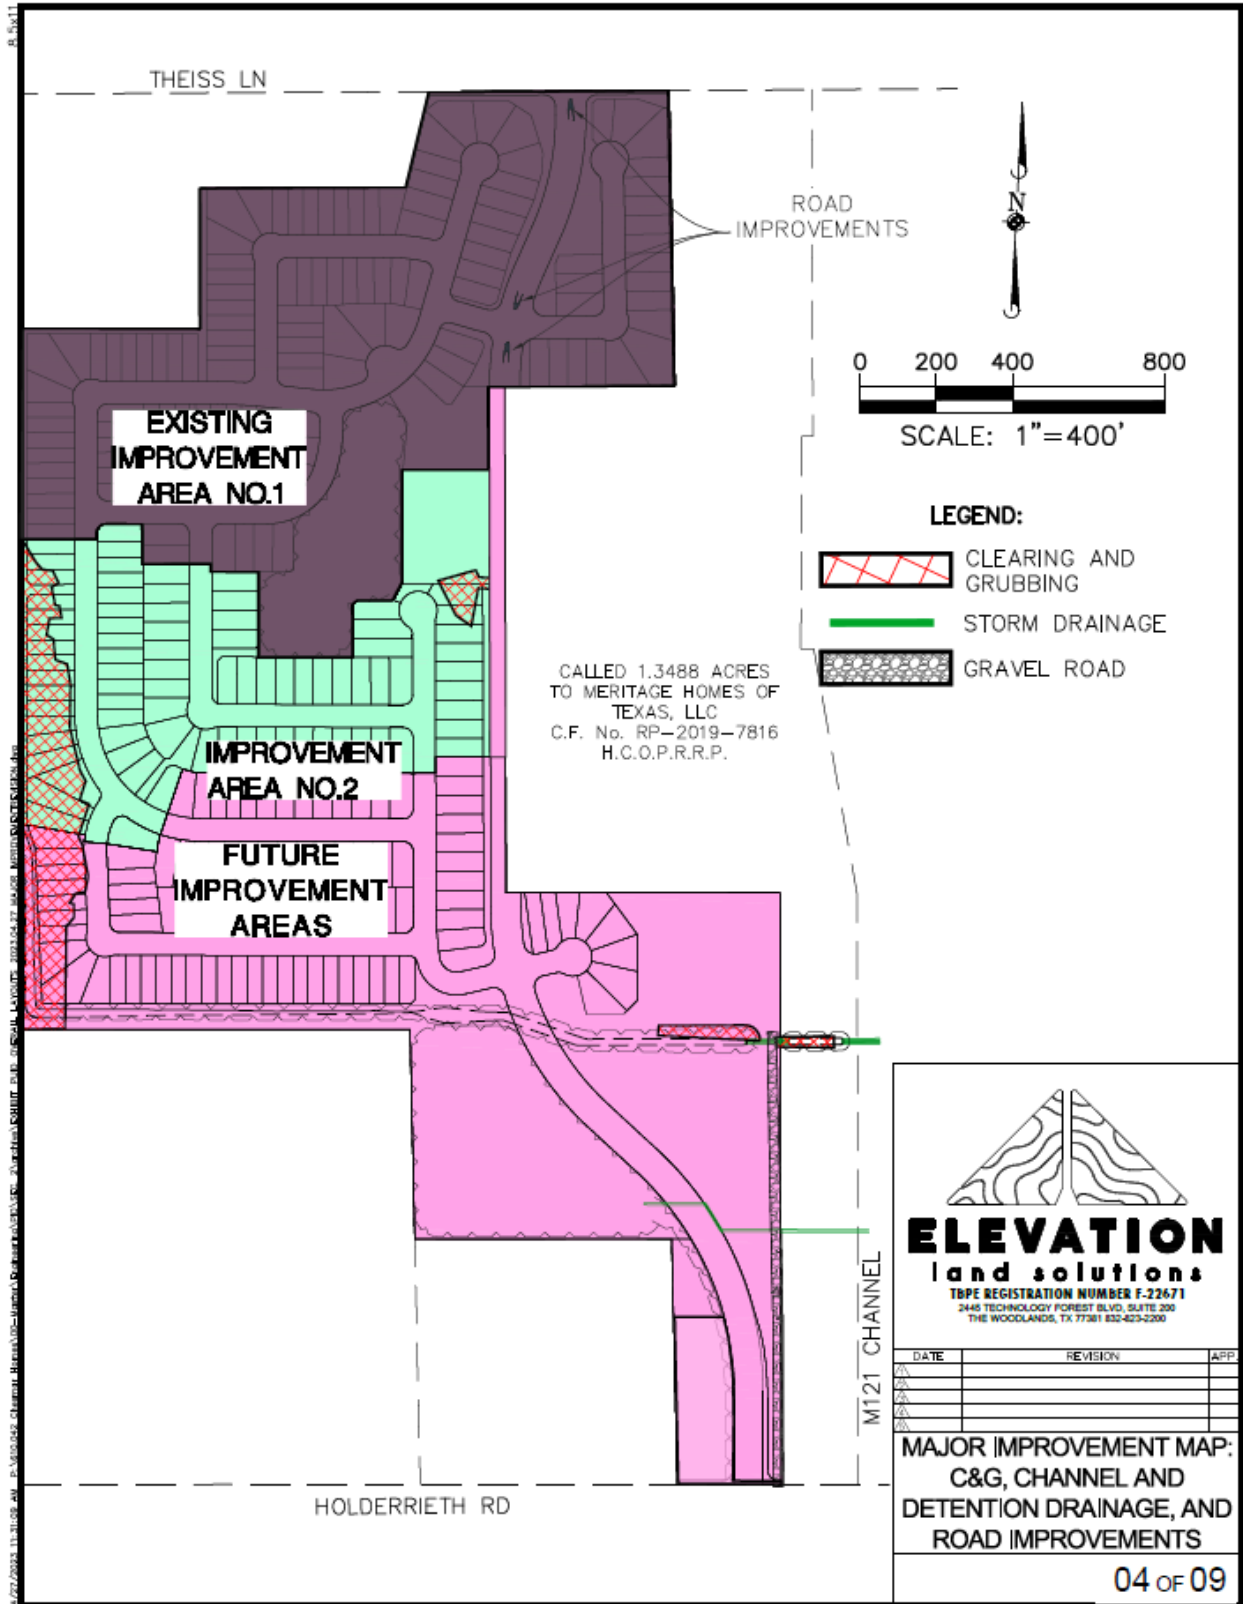 8.5x11
THEISS LN
ROAD
IMPROVEMENTS
N
0 200 400 800
SCALE: 1"=400'
EXISTING
IMPROVEMENT
AREA NO.1
LEGEND:
CLEARING AND
GRUBBING
STORM DRAINAGE
GRAVEL ROAD
CALLED 1.3488 ACRES
TO MERITAGE HOMES OF
TEXAS, LLC
C.F. No. RP-2019-7816
H.C.O.P.R.R.P.
IMPROVEMENT
AREA NO.2
FUTURE
IMPROVEMENT
AREAS
M121 CHANNEL
HOLDERRIETH RD
ELEVATION
land solutions
TBPE REGISTRATION NUMBER F-22671
2445 TECHNOLOGY FOREST BLVD, SUITE 200
THE WOODLANDS, TX 77381 832-823-2200
DATE REVISION APP.
MAJOR IMPROVEMENT MAP:
C&G, CHANNEL AND
DETENTION DRAINAGE, AND
ROAD IMPROVEMENTS
04 OF 09